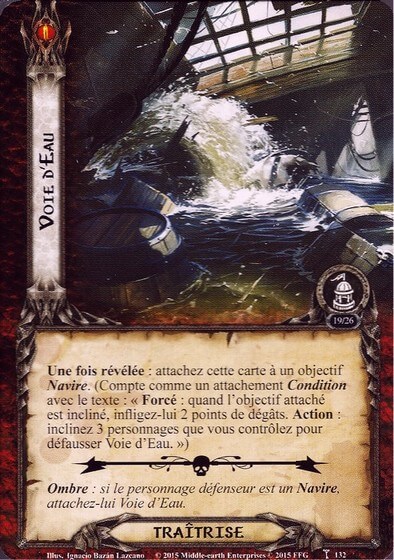 VOIE D'EAU
19/26
Une fois révélée : attachez cette carte à un objectif
Navire. (Compte comme un attachement Condition
avec le texte : « Forcé : quand l'objectif attaché
est incliné, infligez-lui 2 points de dégâts. Action :
inclinez 3 personnages que vous contrôlez pour
défausser Voie d'Eau. »)
Ombre : si le personnage défenseur est un Navire,
attachez-lui Voie d'Eau.
TRAÎTRISE
Illus. Ignacio Bazán Lazcano © 2015 Middle-earth Enterprises © 2015 FFG 132